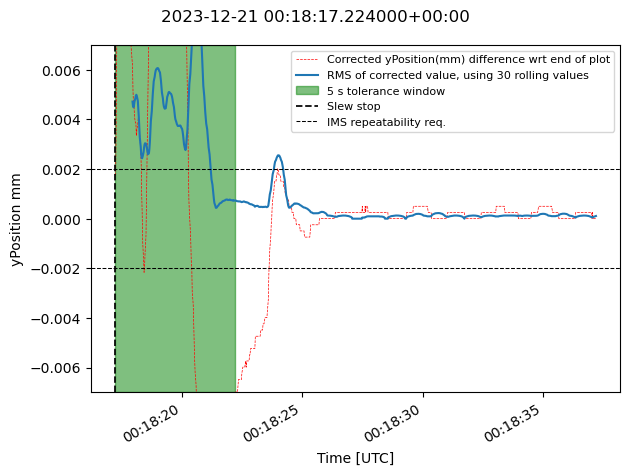 2023-12-21 00:18:17.224000+00:00
Corrected yPosition(mm) difference wrt end of plot
RMS of corrected value, using 30 rolling values
5 s tolerance window
Slew stop
IMS repeatability req.
yPosition mm
0.006
0.004
0.002
0.000
−0.002
−0.004
−0.006
00:18:20
00:18:25
00:18:30
00:18:35
Time [UTC]